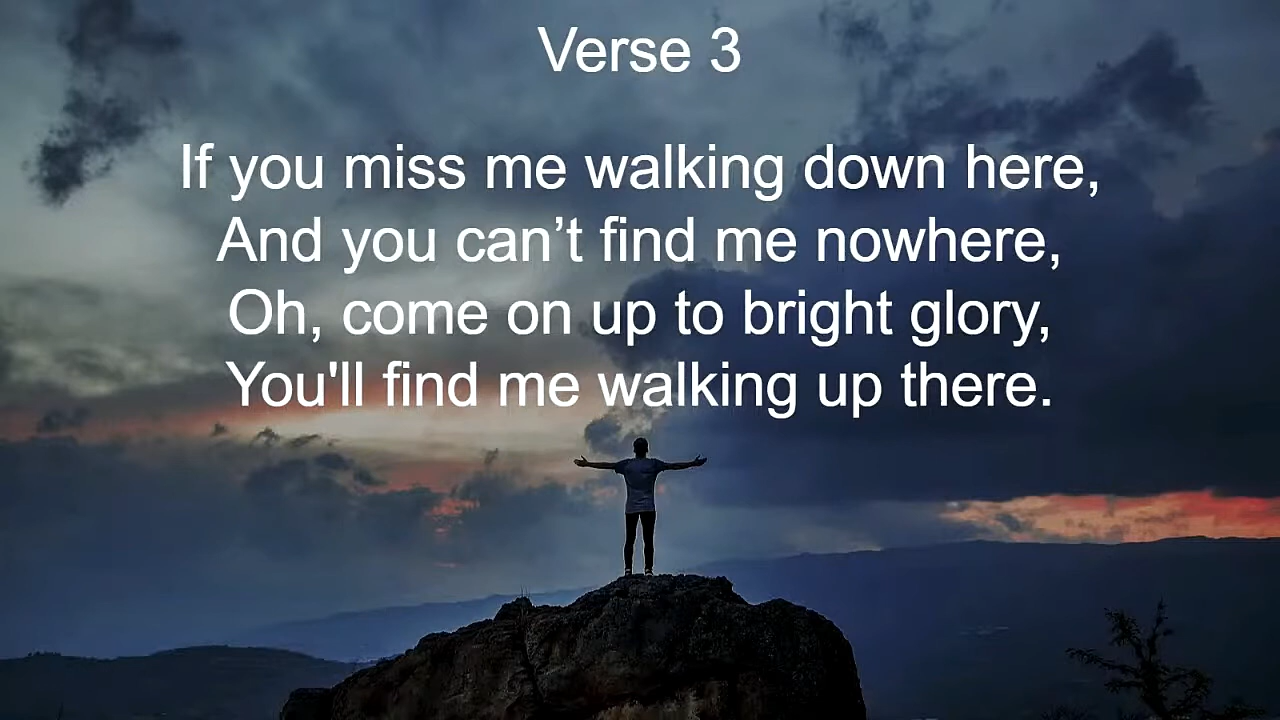 Verse 3
If you miss me walking down here,
And you can’t find me nowhere,
Oh, come on up to bright glory,
You'll find me walking up there.